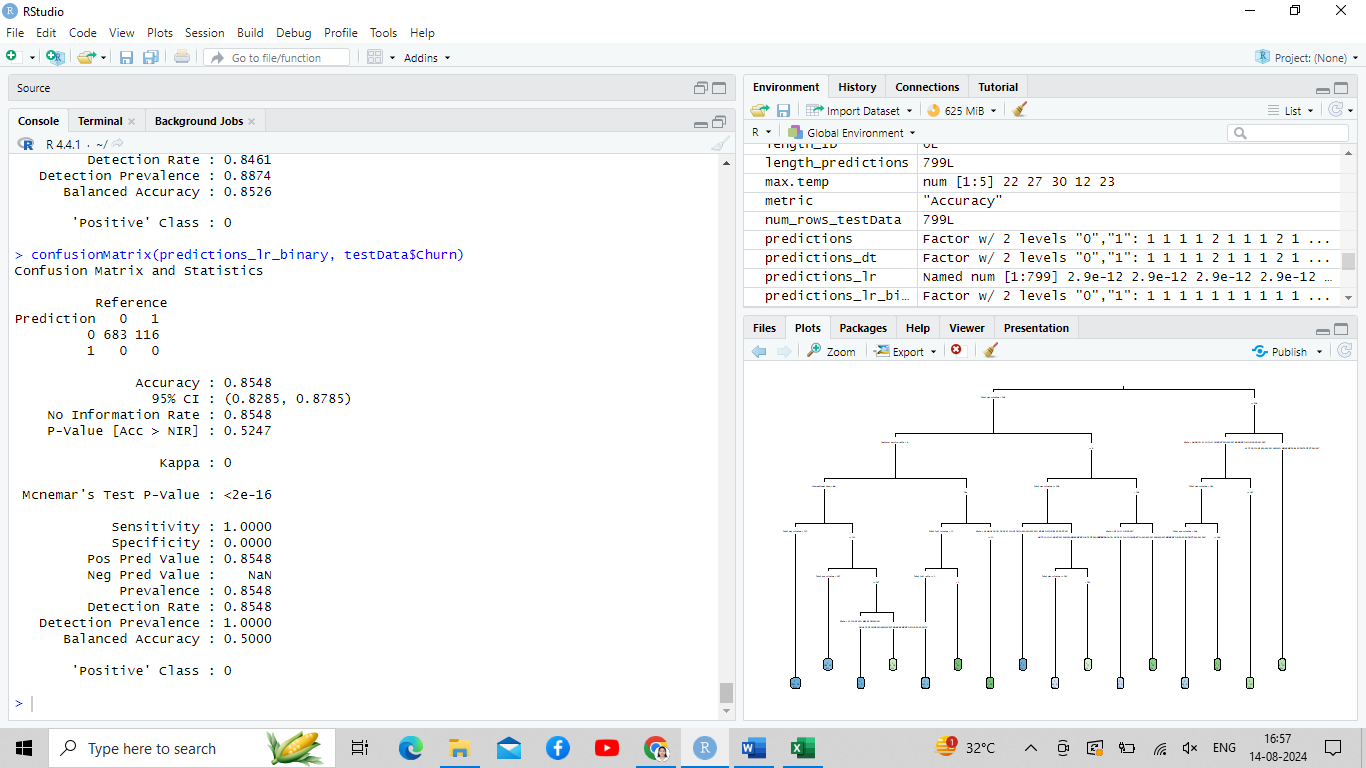 RStudio
File Edit Code View Plots Session Build Debug Profile Tools Help
Go to file/function Addins Project: (None)
Source
Console Terminal Background Jobs
R 4.4.1 · ~/
Detection Rate : 0.8461
Detection Prevalence : 0.8874
Balanced Accuracy : 0.8526
'Positive' Class : 0
> confusionMatrix(predictions_lr_binary, testData$Churn)
Confusion Matrix and Statistics
Reference
Prediction 0 1
0 683 116
1 0 0
Accuracy : 0.8548
95% CI : (0.8285, 0.8785)
No Information Rate : 0.8548
P-Value [Acc > NIR] : 0.5247
Kappa : 0
Mcnemar's Test P-Value : <2e-16
Sensitivity : 1.0000
Specificity : 0.0000
Pos Pred Value : 0.8548
Neg Pred Value : NaN
Prevalence : 0.8548
Detection Rate : 0.8548
Detection Prevalence : 1.0000
Balanced Accuracy : 0.5000
'Positive' Class : 0
>
Environment History Connections Tutorial
Import Dataset 625 MiB List
R Global Environment
length_ID 0L
length_predictions 799L
max.temp num [1:5] 22 27 30 12 23
metric "Accuracy"
num_rows_testData 799L
predictions Factor w/ 2 levels "0","1": 1 1 1 1 2 1 1 1 2 1 ...
predictions_dt Factor w/ 2 levels "0","1": 1 1 1 1 2 1 1 1 2 1 ...
predictions_lr Named num [1:799] 2.9e-12 2.9e-12 2.9e-12 2.9e-12 …
predictions_lr_bi… Factor w/ 2 levels "0","1": 1 1 1 1 1 1 1 1 1 1 ...
Files Plots Packages Help Viewer Presentation
Zoom Export Publish
Type here to search
1
32°C
ENG
16:57
14-08-2024